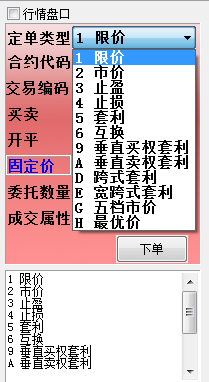 行情盘口
定单类型 1 限价
合约代码
交易编码
买卖
开平
固定价
委托数量
成交属性
1 限价
2 市价
3 止盈
4 止损
5 套利
6 互换
9 垂直买权套利
A 垂直卖权套利
D 跨式套利
E 宽跨式套利
G 五档市价
H 最优价
下单
1 限价
2 市价
3 止盈
4 止损
5 套利
6 互换
9 垂直买权套利
A 垂直卖权套利